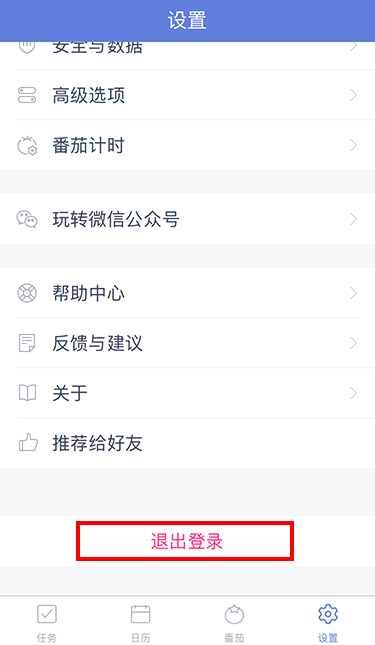 设置
安全与数据
高级选项
番茄计时
玩转微信公众号
帮助中心
反馈与建议
关于
推荐给好友
退出登录
任务
日历
番茄
设置